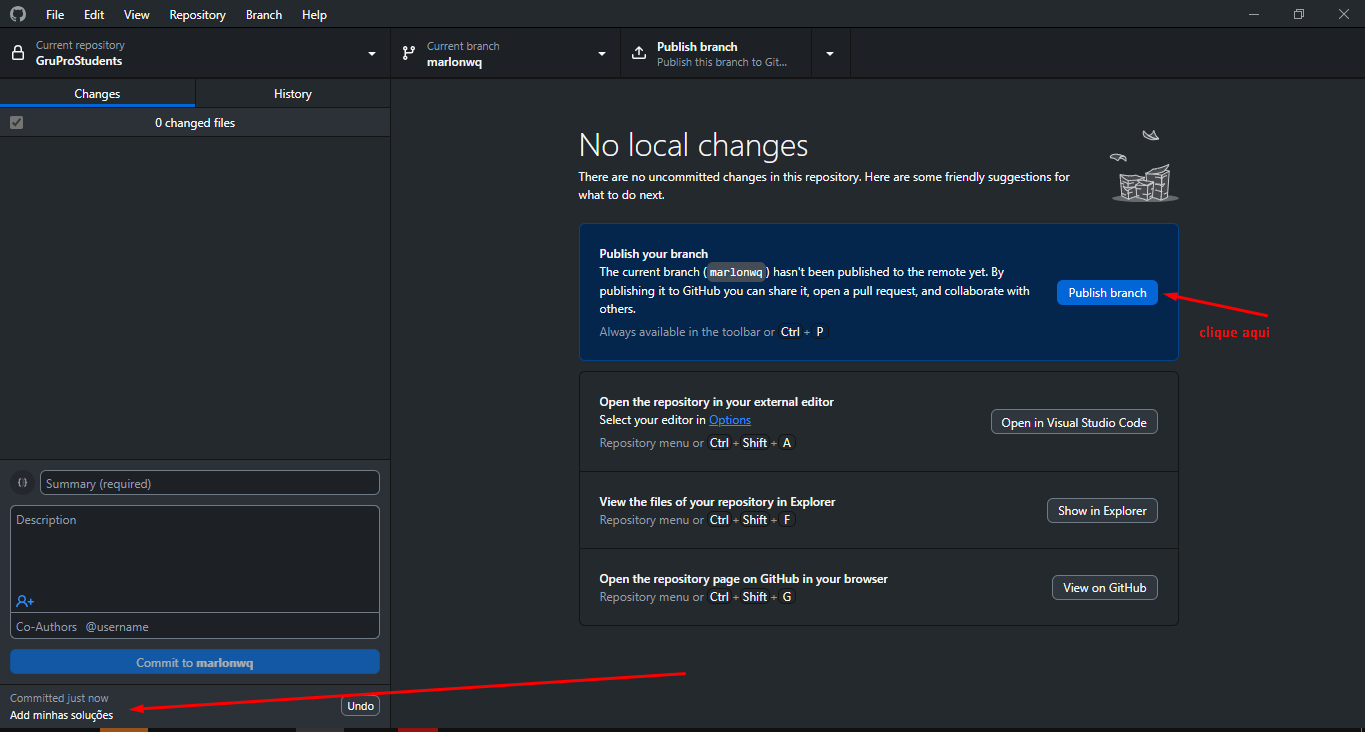 File Edit View Repository Branch Help
Current repository
GruProStudents
Current branch
marlonwq
Publish branch
Publish this branch to Git...
Changes History
0 changed files
No local changes
There are no uncommitted changes in this repository. Here are some friendly suggestions for
what to do next.
Publish your branch
The current branch (marlonwq) hasn't been published to the remote yet. By
publishing it to GitHub you can share it, open a pull request, and collaborate with
others.
Always available in the toolbar or Ctrl + P
Publish branch
clique aqui
Open the repository in your external editor
Select your editor in Options
Repository menu or Ctrl + Shift + A
Open in Visual Studio Code
View the files of your repository in Explorer
Repository menu or Ctrl + Shift + F
Show in Explorer
Open the repository page on GitHub in your browser
Repository menu or Ctrl + Shift + G
View on GitHub
Summary (required)
Description
Co-Authors @username
Commit to marlonwq
Committed just now
Add minhas soluções
Undo